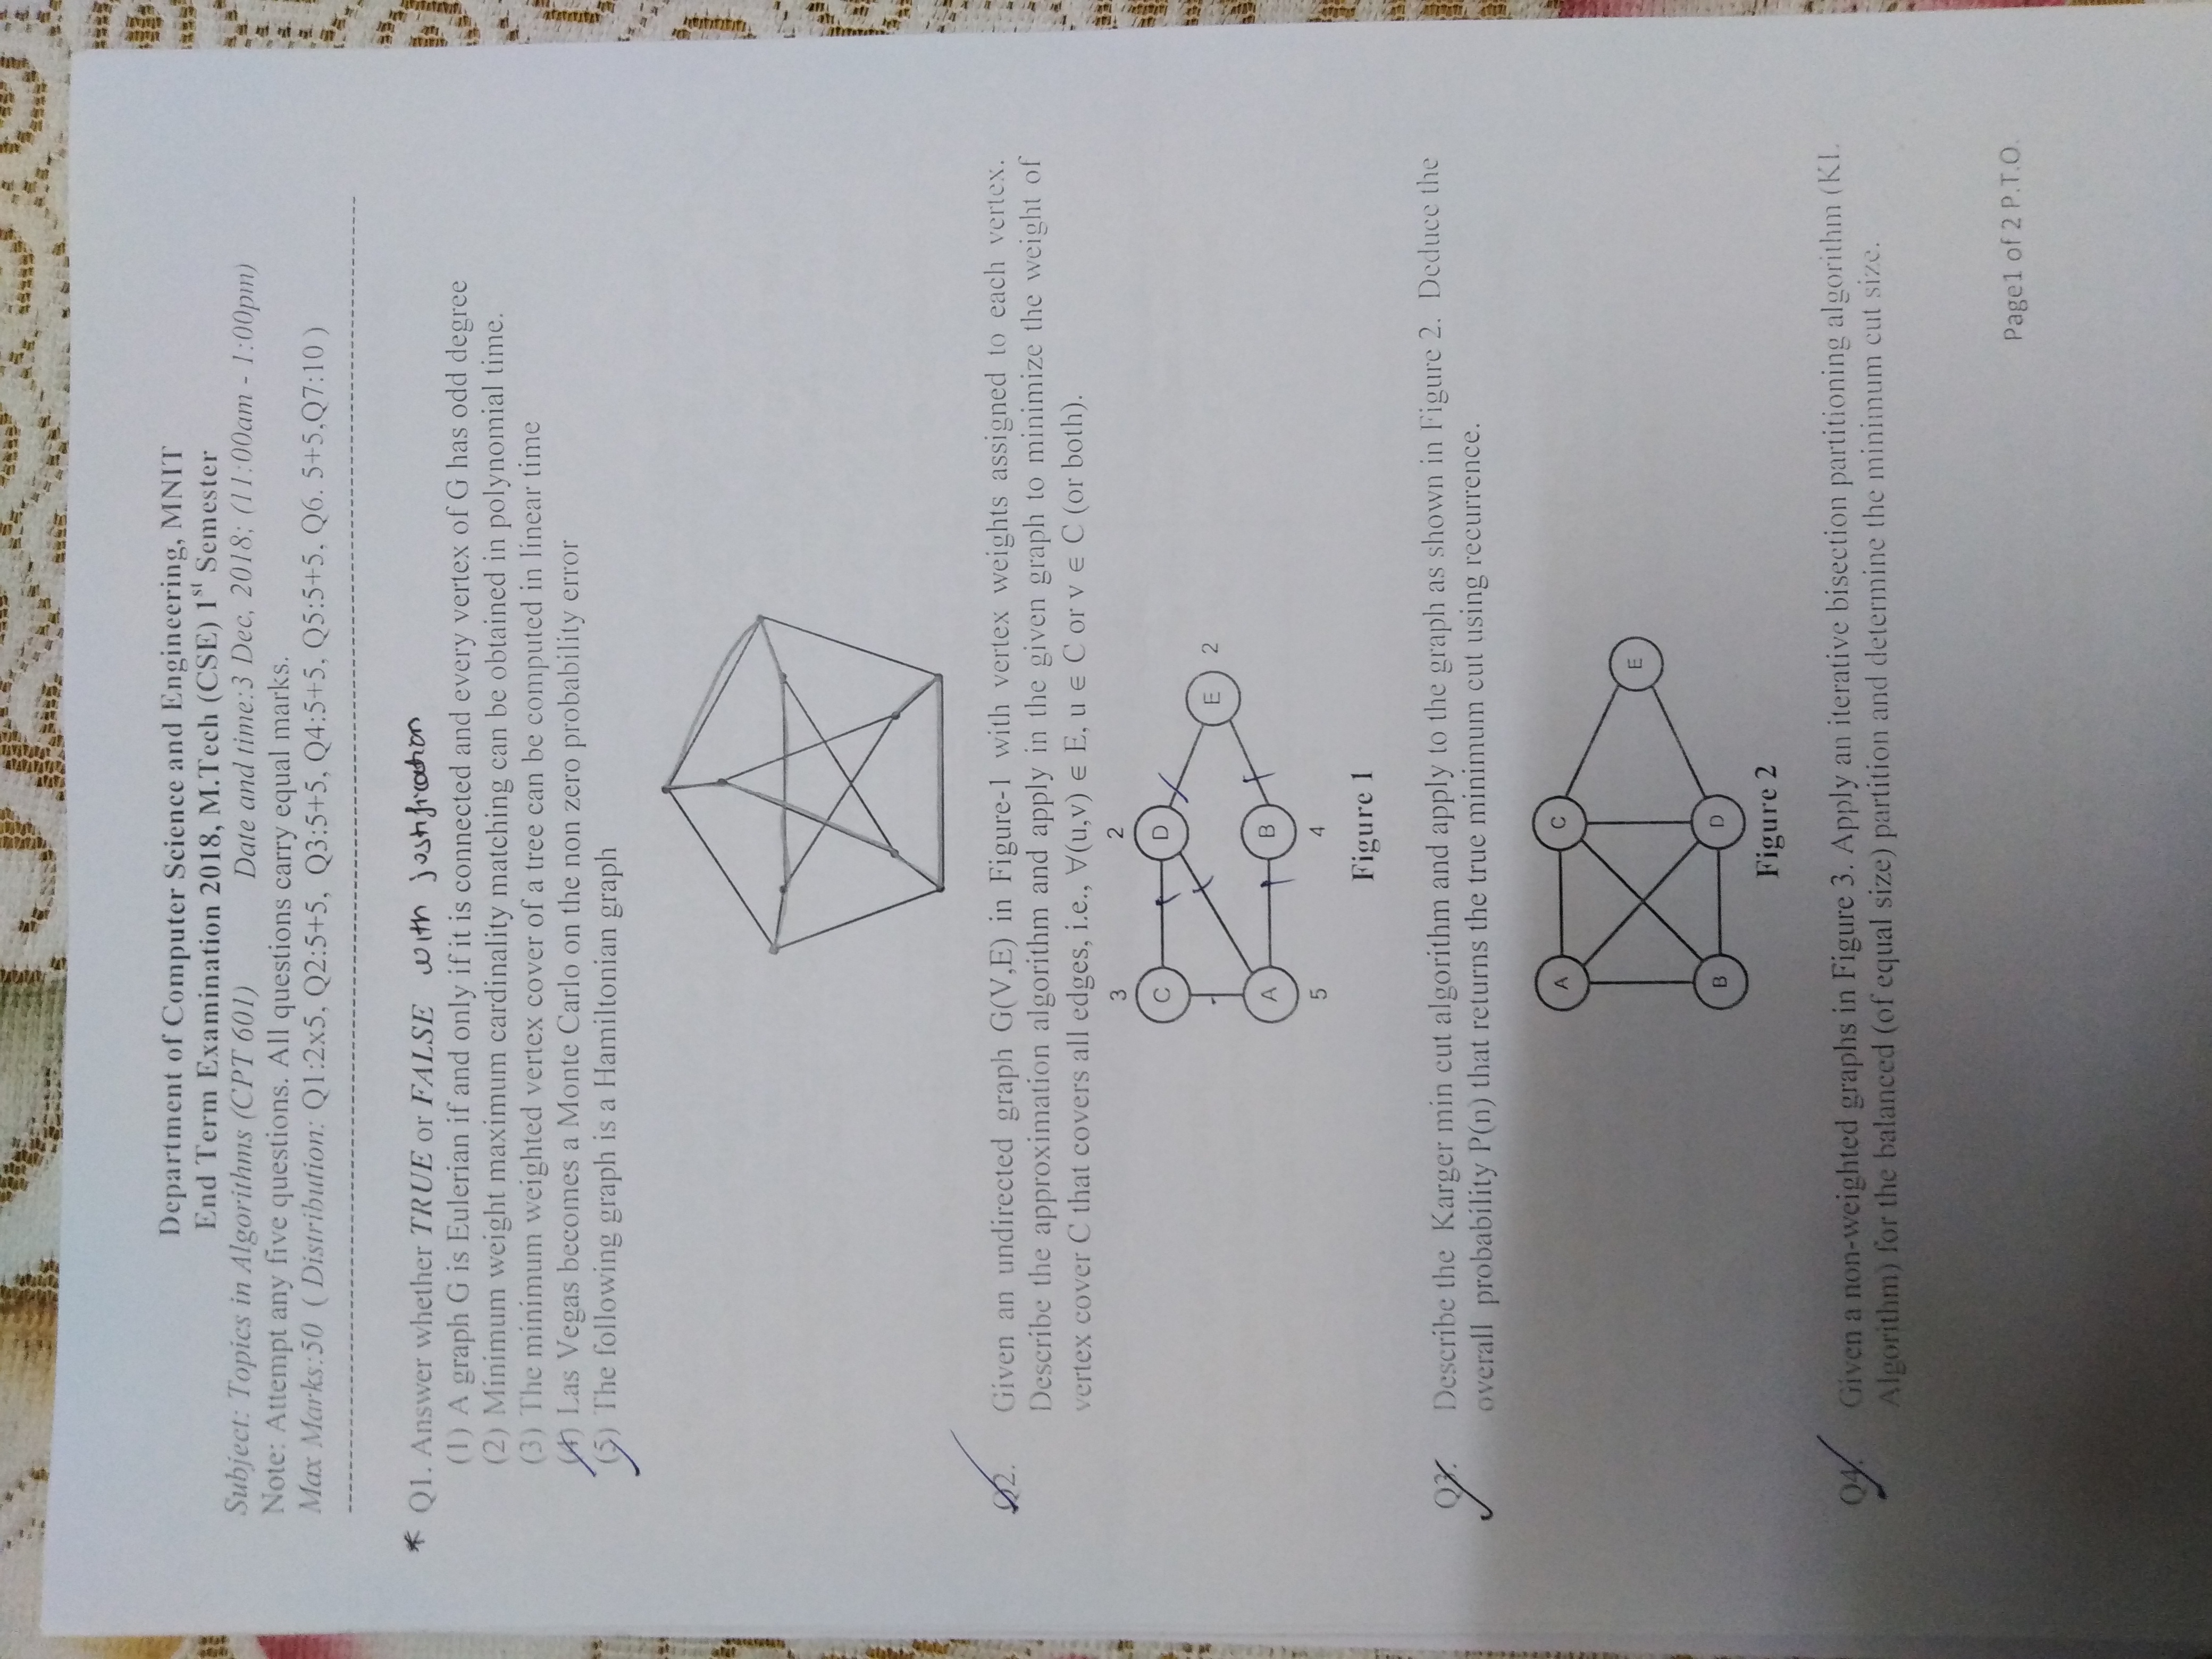 Department of Computer Science and Engineering, MNIT
End Term Examination 2018, M.Tech (CSE) 1st Semester
Subject: Topics in Algorithms (CPT 601) Date and time:3 Dec, 2018; (11:00am - 1:00pm)
Note: Attempt any five questions. All questions carry equal marks.
Max Marks:50 ( Distribution: Q1:2x5, Q2:5+5, Q3:5+5, Q4:5+5, Q5:5+5, Q6. 5+5,Q7:10 )
* Q1. Answer whether TRUE or FALSE with justification
(1) A graph G is Eulerian if and only if it is connected and every vertex of G has odd degree
(2) Minimum weight maximum cardinality matching can be obtained in polynomial time.
(3) The minimum weighted vertex cover of a tree can be computed in linear time
(4) Las Vegas becomes a Monte Carlo on the non zero probability error
(5) The following graph is a Hamiltonian graph
Q2. Given an undirected graph G(V,E) in Figure-1 with vertex weights assigned to each vertex.
Describe the approximation algorithm and apply in the given graph to minimize the weight of
vertex cover C that covers all edges, i.e., ∀(u,v) ∈ E, u ∈ C or v ∈ C (or both).
3 2
C D
E 2
A B
5 4
Figure 1
Q3. Describe the Karger min cut algorithm and apply to the graph as shown in Figure 2. Deduce the
overall probability P(n) that returns the true minimum cut using recurrence.
A C
E
B D
Figure 2
Q4. Given a non-weighted graphs in Figure 3. Apply an iterative bisection partitioning algorithm (KL
Algorithm) for the balanced (of equal size) partition and determine the minimum cut size.
Page1 of 2 P.T.O.